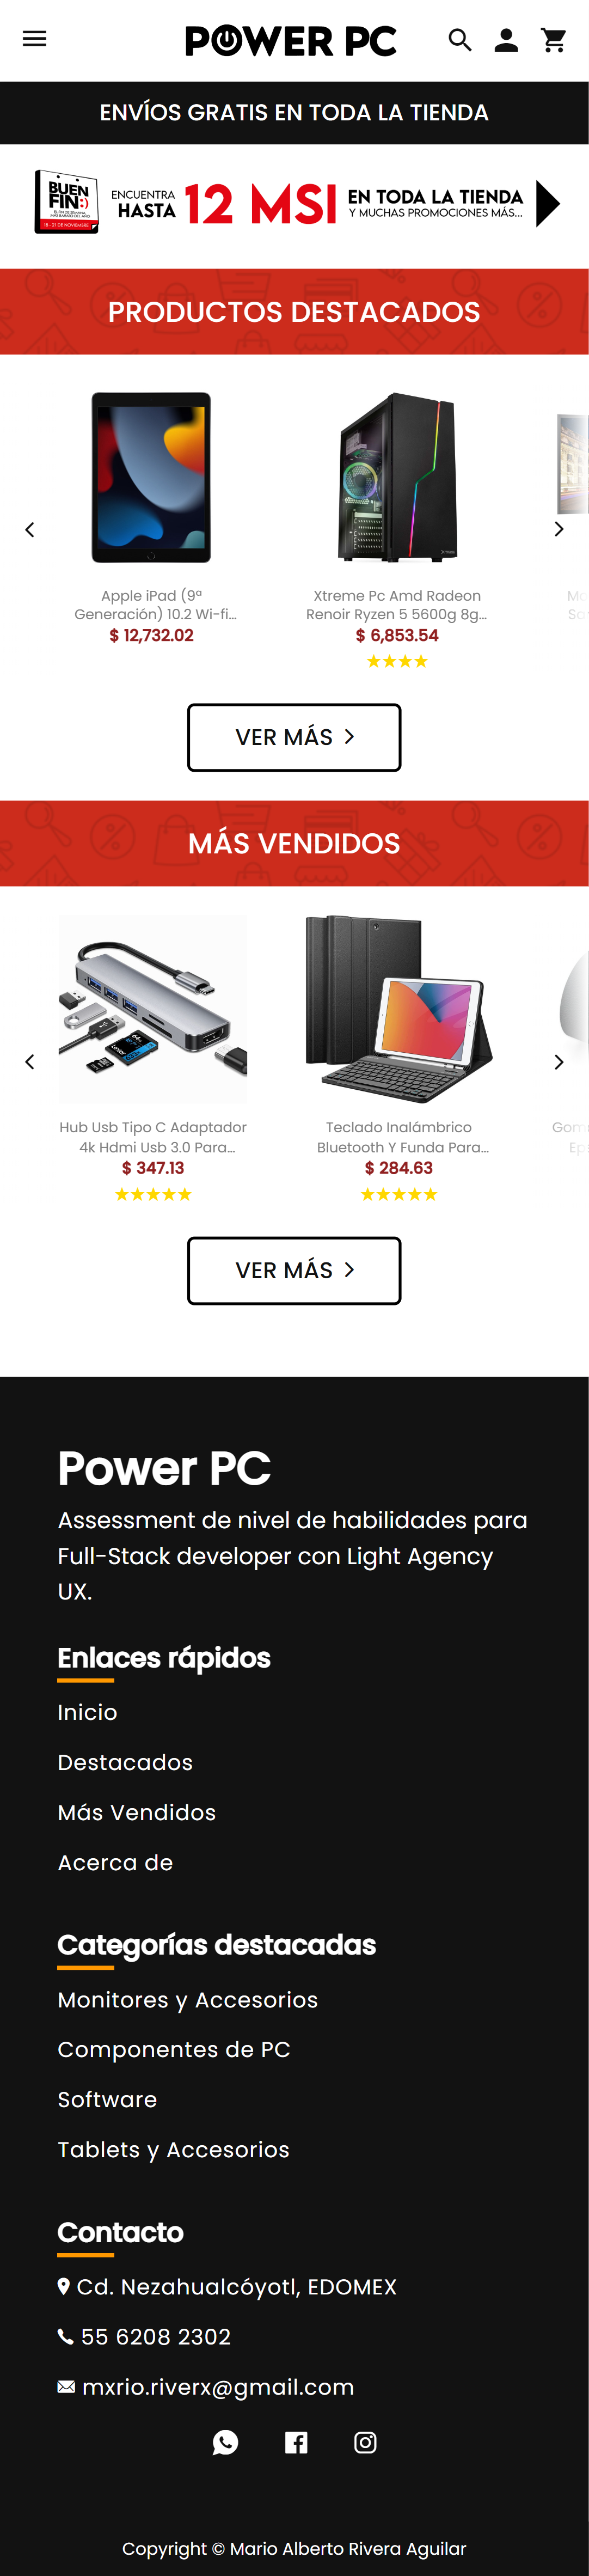 POWER PC
ENVÍOS GRATIS EN TODA LA TIENDA
BUEN
FIN:)
EL FIN DE SEMANA
MÁS BARATO DEL AÑO
18 - 21 DE NOVIEMBRE
ENCUENTRA
HASTA
12 MSI
EN TODA LA TIENDA
Y MUCHAS PROMOCIONES MÁS...
PRODUCTOS DESTACADOS
Apple iPad (9ª
Generación) 10.2 Wi-fi...
$ 12,732.02
Xtreme Pc Amd Radeon
Renoir Ryzen 5 5600g 8g...
$ 6,853.54
VER MÁS
MÁS VENDIDOS
Hub Usb Tipo C Adaptador
4k Hdmi Usb 3.0 Para...
$ 347.13
Teclado Inalámbrico
Bluetooth Y Funda Para...
$ 284.63
VER MÁS
Power PC
Assessment de nivel de habilidades para
Full-Stack developer con Light Agency
UX.
Enlaces rápidos
Inicio
Destacados
Más Vendidos
Acerca de
Categorías destacadas
Monitores y Accesorios
Componentes de PC
Software
Tablets y Accesorios
Contacto
Cd. Nezahualcóyotl, EDOMEX
55 6208 2302
mxrio.riverx@gmail.com
Copyright © Mario Alberto Rivera Aguilar